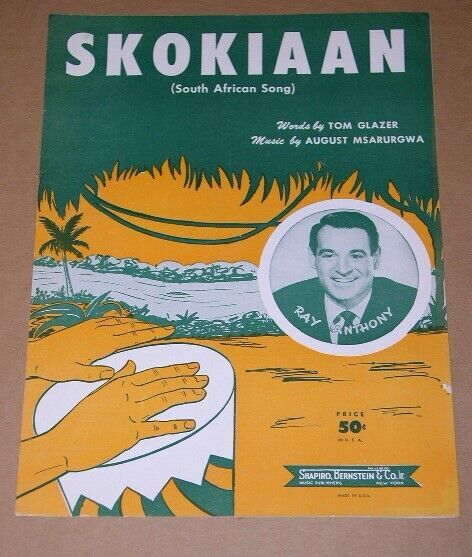 SKOKIAAN
(South African Song)
Words by TOM GLAZER
Music by AUGUST MSARURGWA
RAY ANTHONY
PRICE
50¢
IN U.S.A.
SHAPIRO, BERNSTEIN & CO. INC.
MUSIC PUBLISHERS NEW YORK
MADE IN U.S.A.